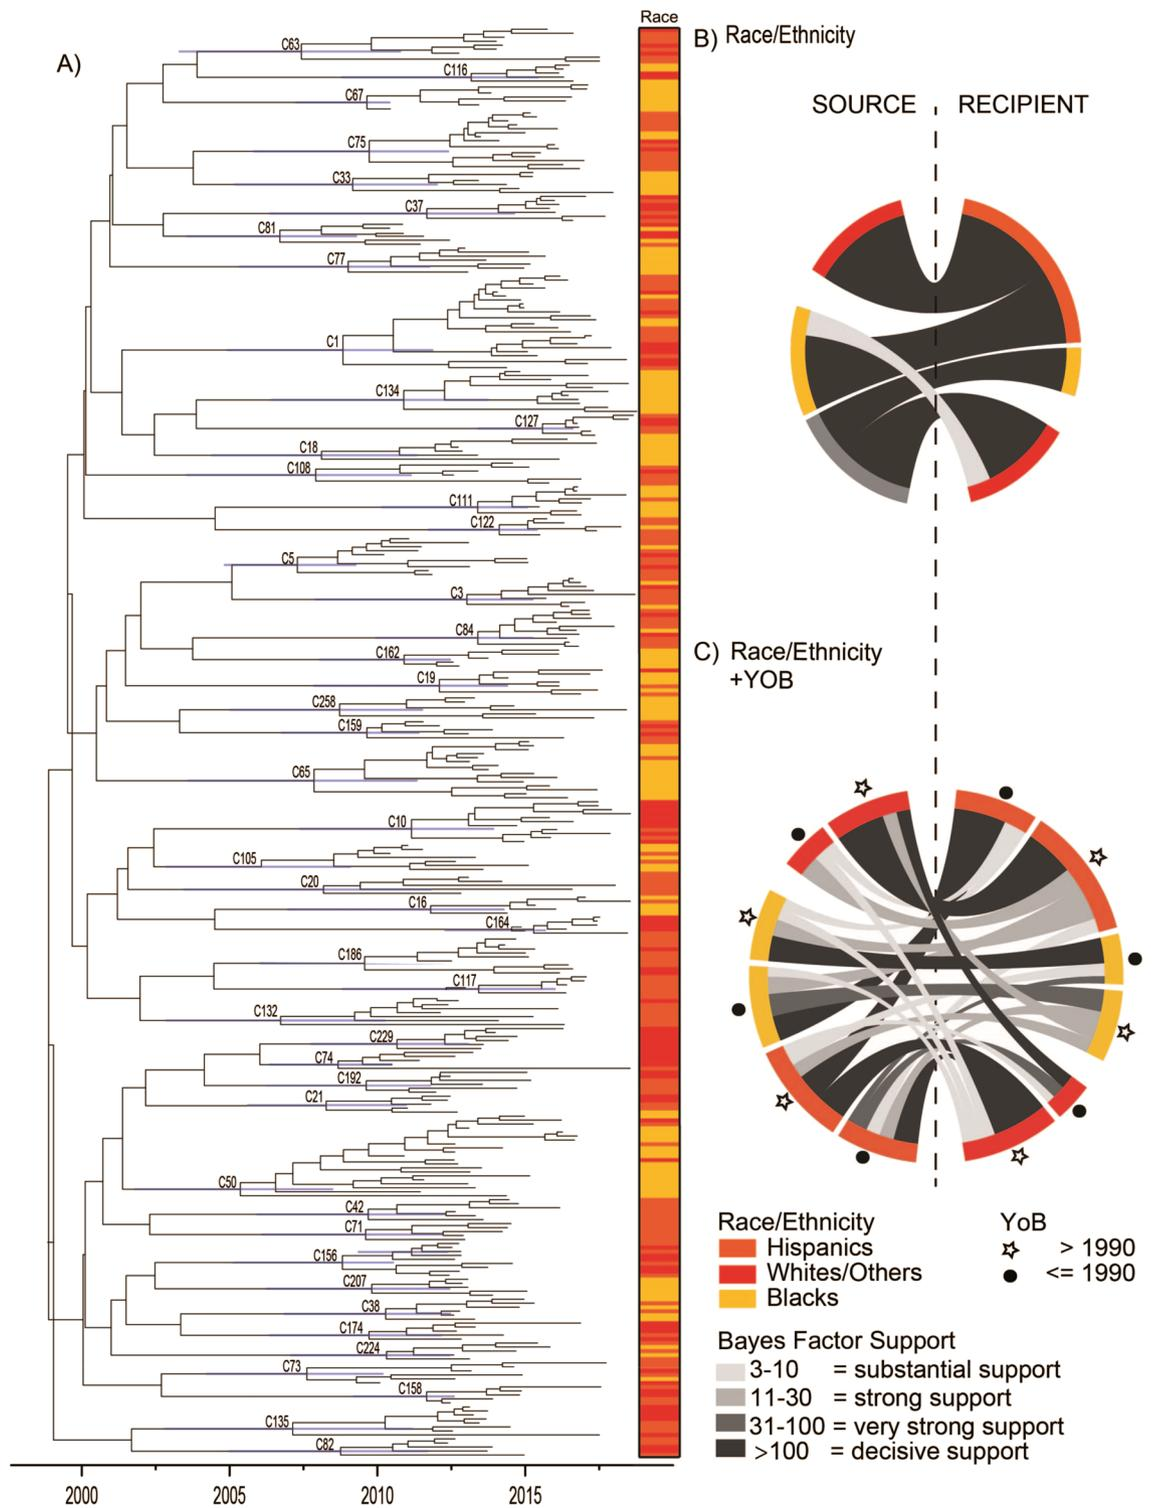 Race
A)
B) Race/Ethnicity
SOURCE
RECIPIENT
C63
C116
C67
C75
C33
C37
C81
C77
C1
C134
C127
C18
C108
C111
C122
C5
C3
C84
C162
C19
C258
C159
C65
C10
C105
C20
C16
C164
C186
C117
C132
C229
C74
C192
C21
C50
C42
C71
C156
C207
C38
C174
C224
C73
C158
C135
C82
2000
2005
2010
2015
C) Race/Ethnicity
+YOB
Race/Ethnicity
Hispanics
Whites/Others
Blacks
YoB
> 1990
<= 1990
Bayes Factor Support
3-10 = substantial support
11-30 = strong support
31-100 = very strong support
>100 = decisive support